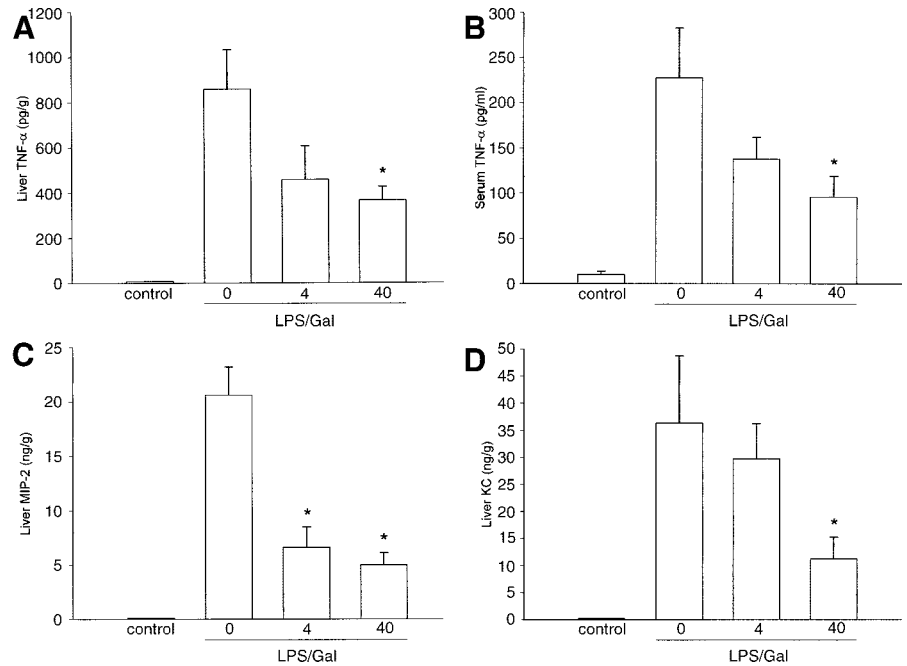 A
Liver TNF-α (pg/g)
1200
1000
800
600
400
200
0
*
control 0 4 40
LPS/Gal
B
Serum TNF-α (pg/ml)
300
250
200
150
100
50
0
*
control 0 4 40
LPS/Gal
C
Liver MIP-2 (ng/g)
25
20
15
10
5
0
* *
control 0 4 40
LPS/Gal
D
Liver KC (ng/g)
50
45
40
35
30
25
20
15
10
5
0
*
control 0 4 40
LPS/Gal